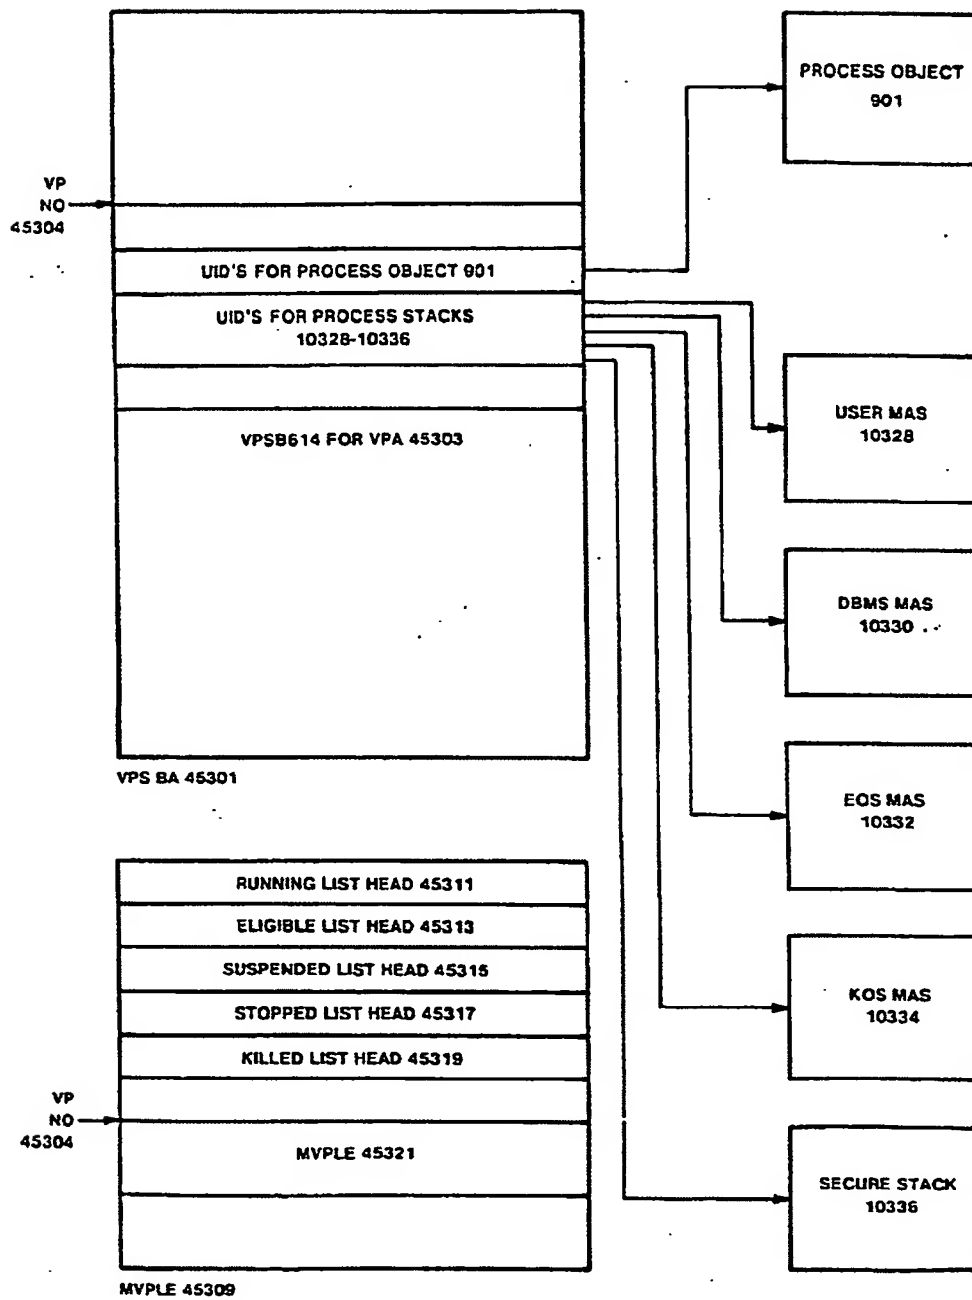 PROCESS OBJECT
901
VP
NO
45304
UID'S FOR PROCESS OBJECT 901
UID'S FOR PROCESS STACKS
10328-10336
VPSB614 FOR VPA 45303
USER MAS
10328
DBMS MAS
10330
EOS MAS
10332
VPS BA 45301
RUNNING LIST HEAD 45311
ELIGIBLE LIST HEAD 45313
SUSPENDED LIST HEAD 45315
STOPPED LIST HEAD 45317
KILLED LIST HEAD 45319
KOS MAS
10334
VP
NO
45304
MVPLE 45321
SECURE STACK
10336
MVPLE 45309